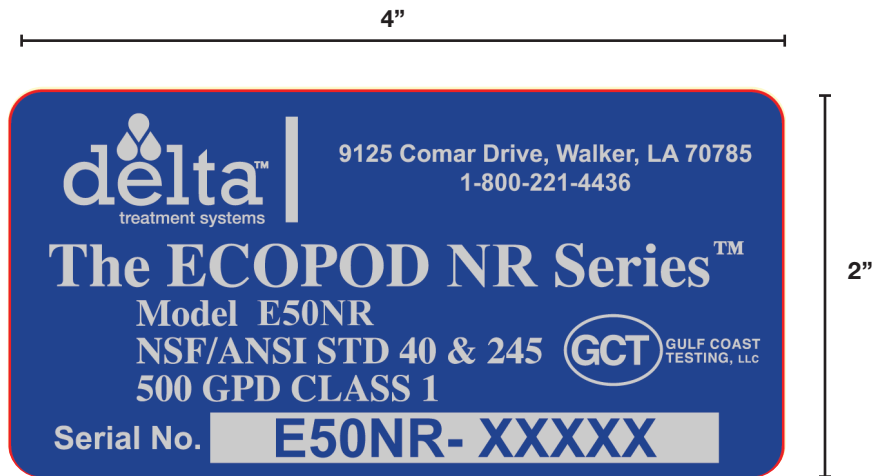 4”
delta™
treatment systems
9125 Comar Drive, Walker, LA 70785
1-800-221-4436
The ECOPOD NR Series™
Model E50NR
NSF/ANSI STD 40 & 245
500 GPD CLASS 1
GCT GULF COAST
TESTING, LLC
Serial No. E50NR- XXXXX
2”